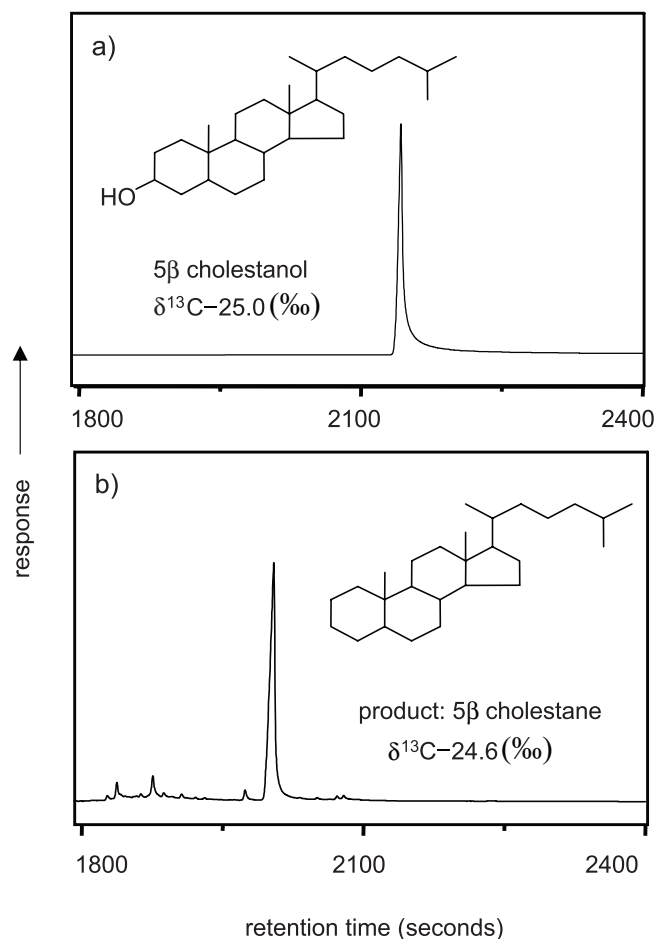 a)
HO
5β cholestanol
δ¹³C−25.0 (‰)
1800 2100 2400
response
b)
product: 5β cholestane
δ¹³C−24.6 (‰)
1800 2100 2400
retention time (seconds)